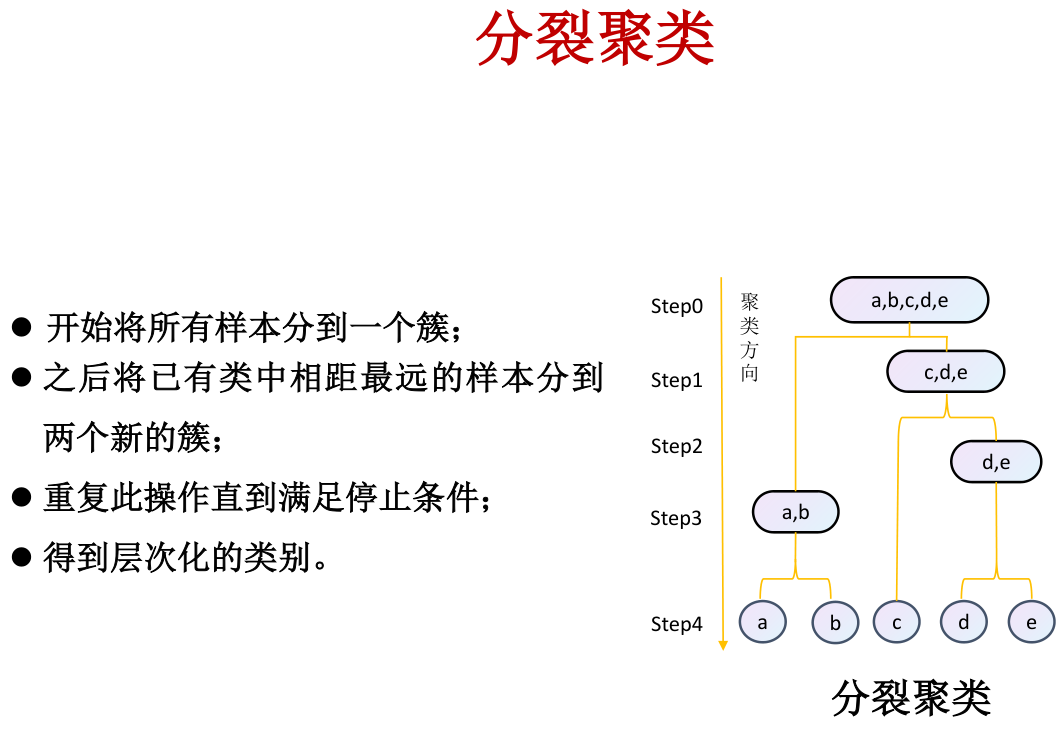 分裂聚类
● 开始将所有样本分到一个簇；
● 之后将已有类中相距最远的样本分到
两个新的簇；
● 重复此操作直到满足停止条件；
● 得到层次化的类别。
聚类方向
Step0
a,b,c,d,e
Step1
c,d,e
Step2
d,e
Step3
a,b
Step4
a
b
c
d
e
分裂聚类